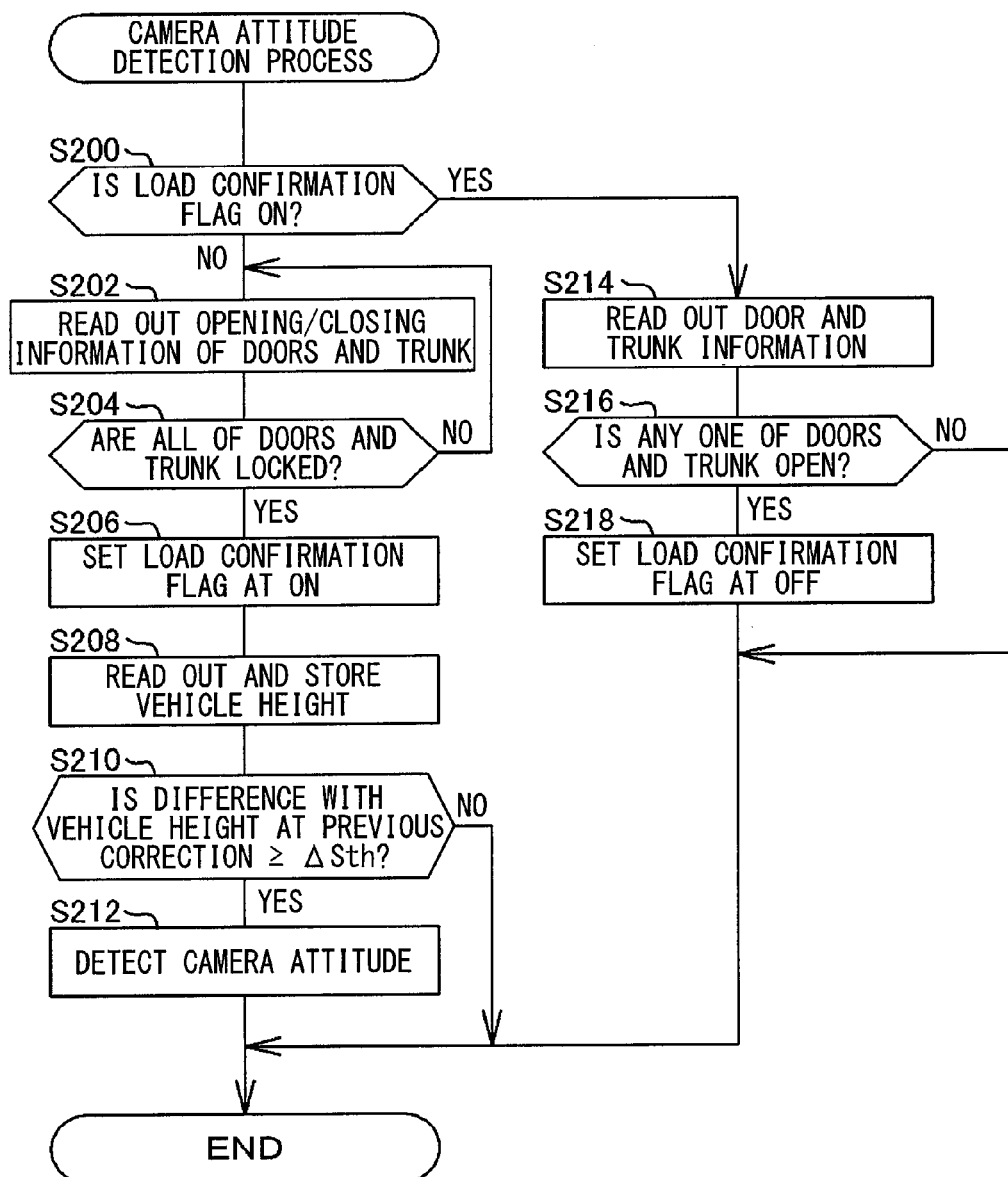 CAMERA ATTITUDE
DETECTION PROCESS
S200
IS LOAD CONFIRMATION
FLAG ON?
YES
NO
S202
READ OUT OPENING/CLOSING
INFORMATION OF DOORS AND TRUNK
S204
ARE ALL OF DOORS AND
TRUNK LOCKED?
NO
YES
S206
SET LOAD CONFIRMATION
FLAG AT ON
S208
READ OUT AND STORE
VEHICLE HEIGHT
S210
IS DIFFERENCE WITH
VEHICLE HEIGHT AT PREVIOUS
CORRECTION ≥ ΔSth?
NO
YES
S212
DETECT CAMERA ATTITUDE
S214
READ OUT DOOR AND
TRUNK INFORMATION
S216
IS ANY ONE OF DOORS
AND TRUNK OPEN?
NO
YES
S218
SET LOAD CONFIRMATION
FLAG AT OFF
END